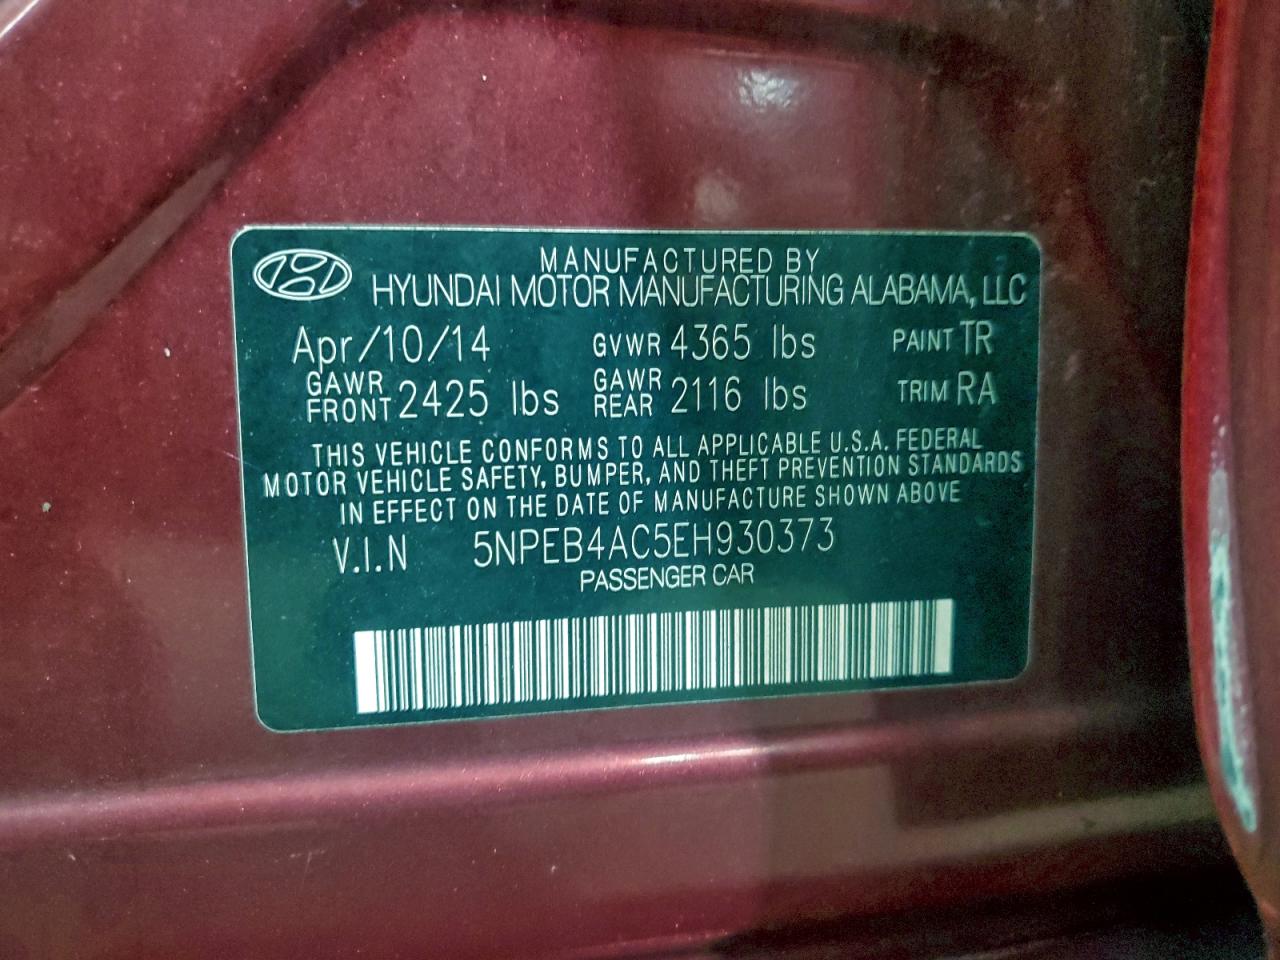 MANUFACTURED BY
HYUNDAI MOTOR MANUFACTURING ALABAMA, LLC
Apr/10/14 GVWR 4365 lbs PAINT TR
GAWR FRONT 2425 lbs GAWR REAR 2116 lbs TRIM RA
THIS VEHICLE CONFORMS TO ALL APPLICABLE U.S.A. FEDERAL
MOTOR VEHICLE SAFETY, BUMPER, AND THEFT PREVENTION STANDARDS
IN EFFECT ON THE DATE OF MANUFACTURE SHOWN ABOVE
V.I.N 5NPEB4AC5EH930373
PASSENGER CAR